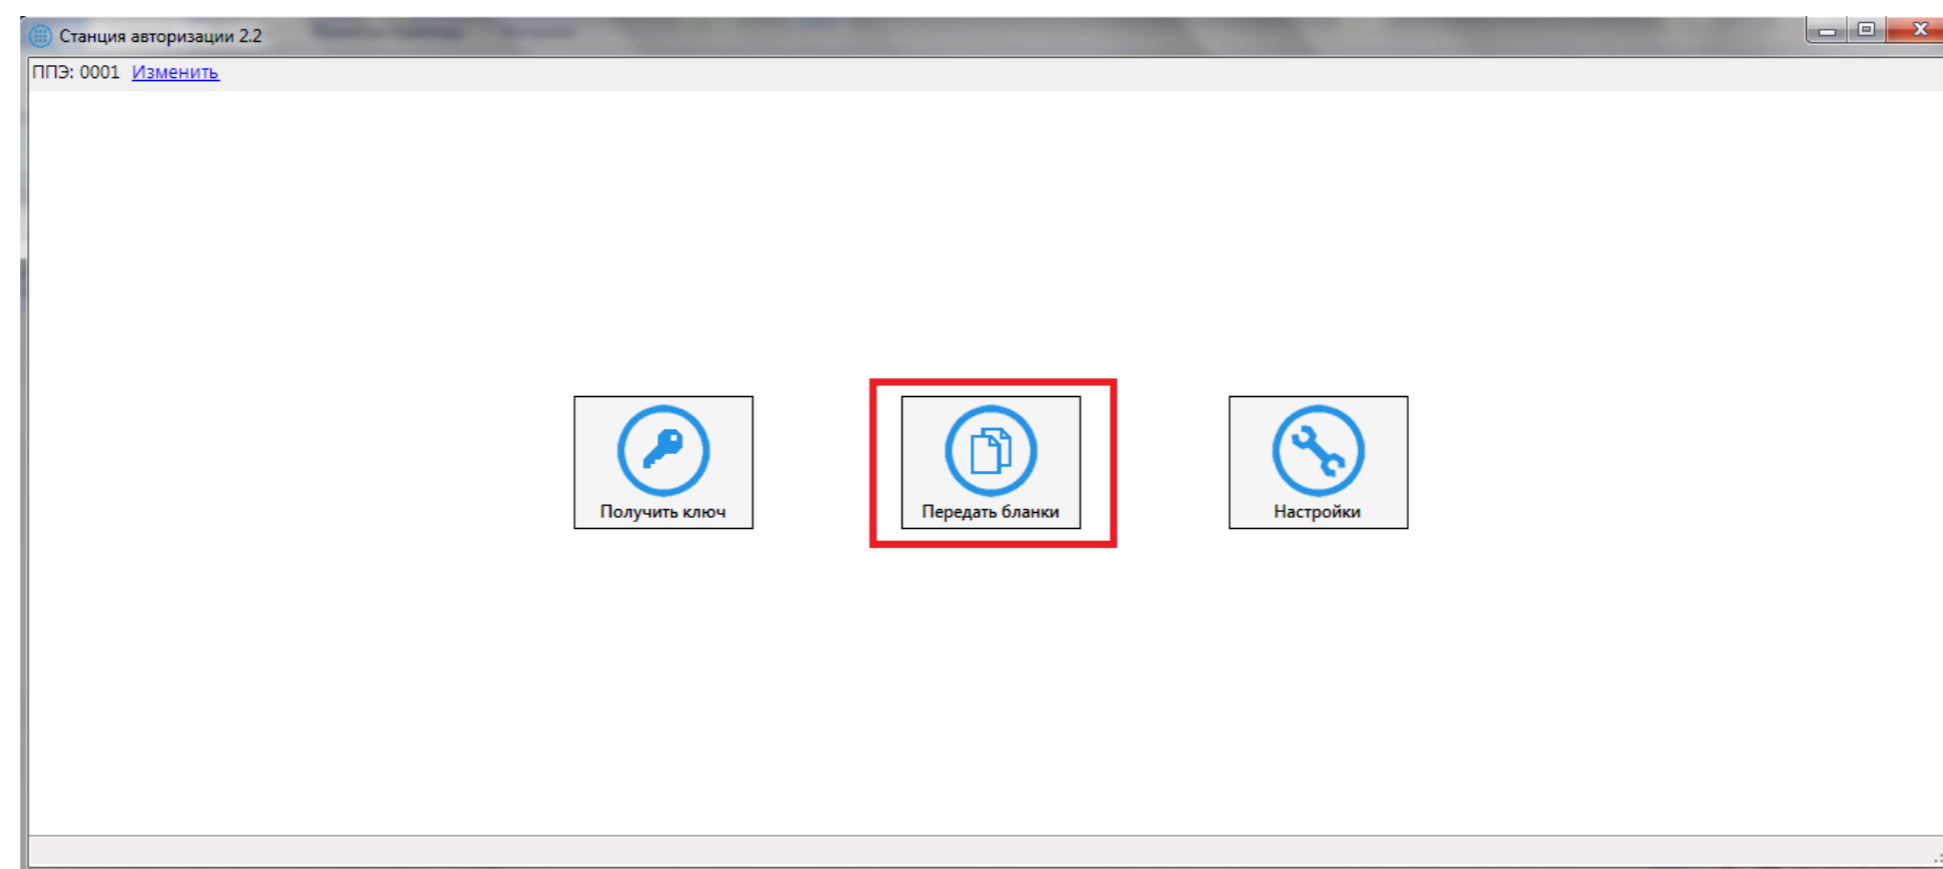 Станция авторизации 2.2
ППЭ: 0001 Изменить
Получить ключ
Передать бланки
Настройки